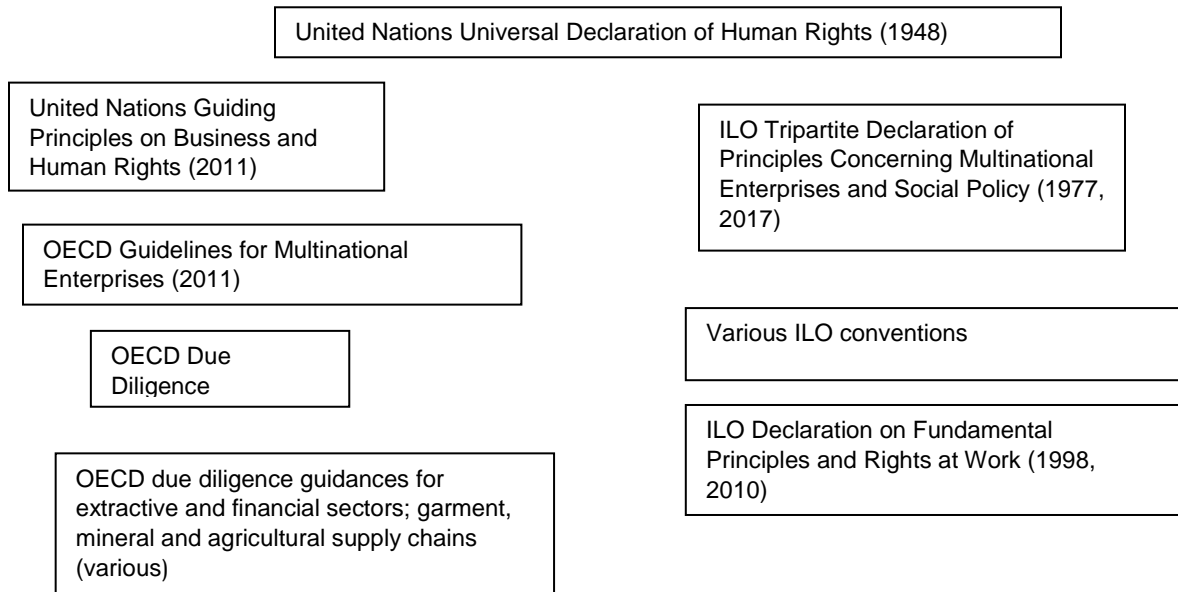 United Nations Universal Declaration of Human Rights (1948)
United Nations Guiding
Principles on Business and
Human Rights (2011)
ILO Tripartite Declaration of
Principles Concerning Multinational
Enterprises and Social Policy (1977,
2017)
OECD Guidelines for Multinational
Enterprises (2011)
Various ILO conventions
OECD Due
Diligence
ILO Declaration on Fundamental
Principles and Rights at Work (1998,
2010)
OECD due diligence guidances for
extractive and financial sectors; garment,
mineral and agricultural supply chains
(various)